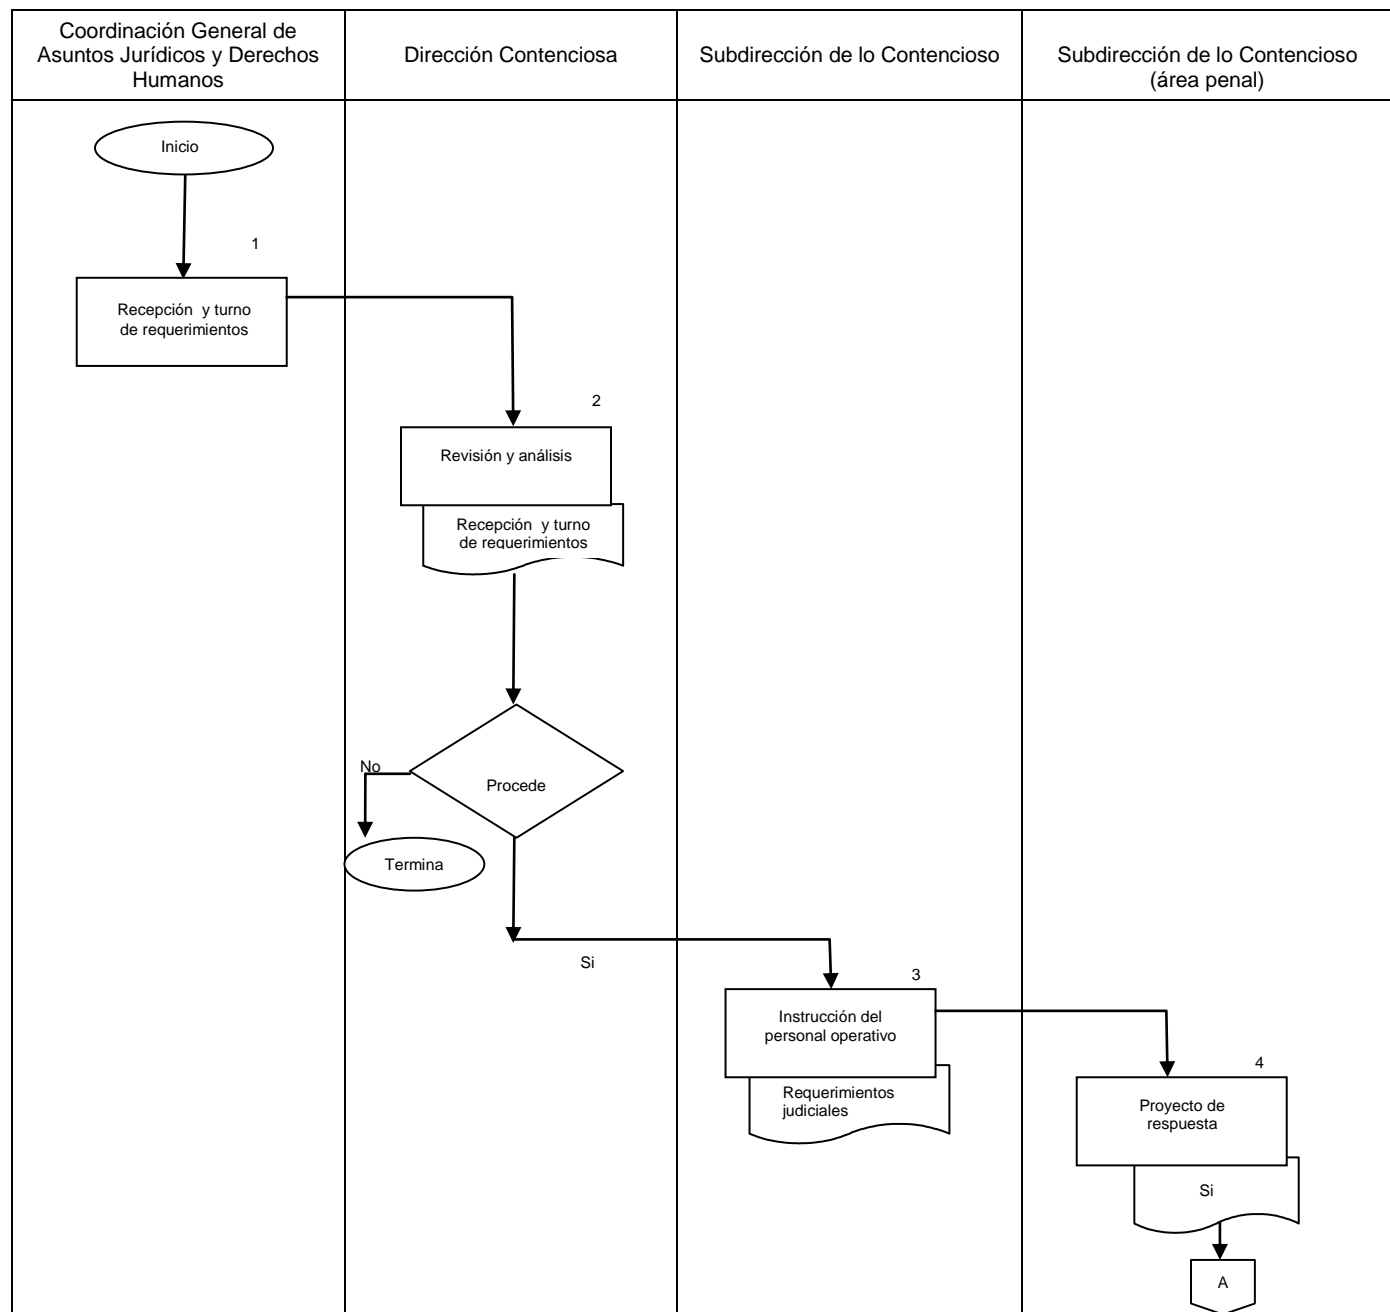 Coordinación General de
Asuntos Jurídicos y Derechos
Humanos
Dirección Contenciosa
Subdirección de lo Contencioso
Subdirección de lo Contencioso
(área penal)
Inicio
1
Recepción y turno
de requerimientos
2
Revisión y análisis
Recepción y turno
de requerimientos
Procede
No
Termina
Si
3
Instrucción del
personal operativo
Requerimientos
judiciales
4
Proyecto de
respuesta
Si
A